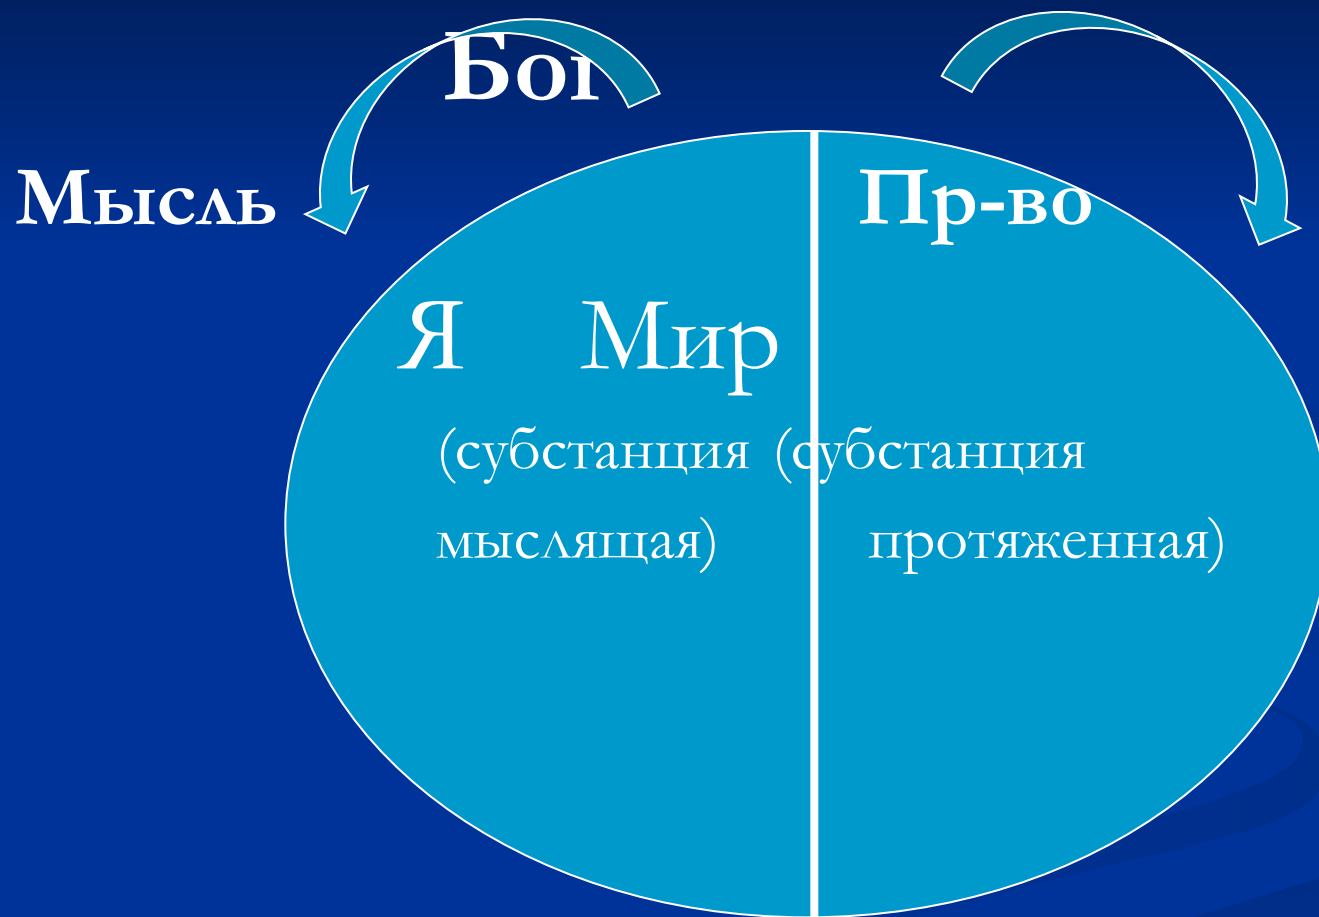 Бог
Мысль Пр-во
Я Мир
(субстанция (субстанция
мыслящая) протяженная)